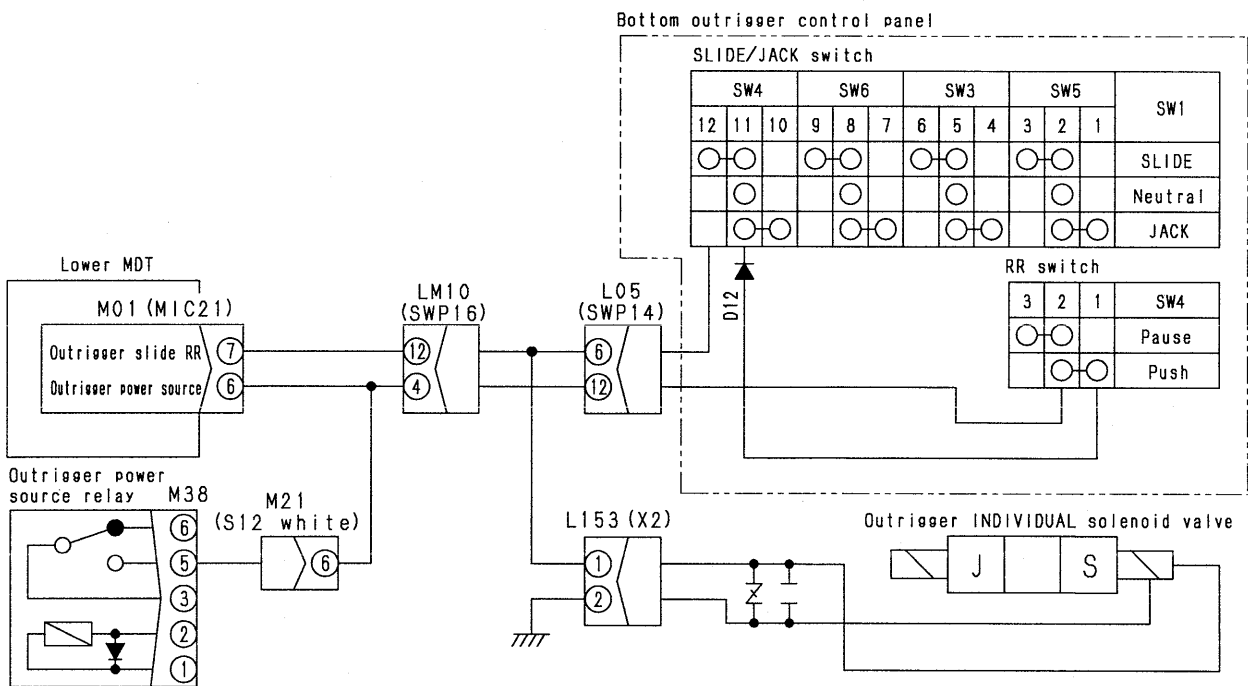 Bottom outrigger control panel
SLIDE/JACK switch
SW4 SW6 SW3 SW5 SW1
12 11 10 9 8 7 6 5 4 3 2 1
SLIDE
Neutral
JACK
RR switch
3 2 1 SW4
Pause
Push
D12
Lower MDT
M01 (MIC21)
Outrigger slide RR 7
Outrigger power source 6
LM10
(SWP16)
12
4
L05
(SWP14)
6
12
Outrigger power
source relay
M38
6
5
3
2
1
M21
(S12 white)
6
L153 (X2)
1
2
Outrigger INDIVIDUAL solenoid valve
J S